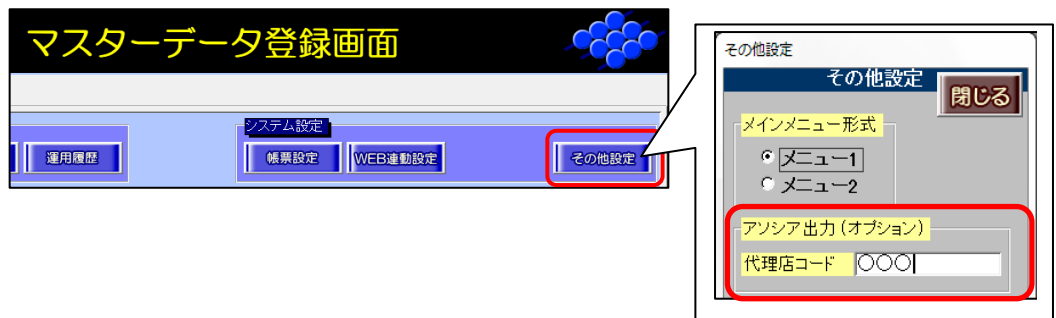 マスターデータ登録画面
システム設定
運用履歴
帳票設定
WEB連動設定
その他設定
その他設定
その他設定
閉じる
メインメニュー形式
メニュー1
メニュー2
アソシア出力(オプション)
代理店コード
○○○